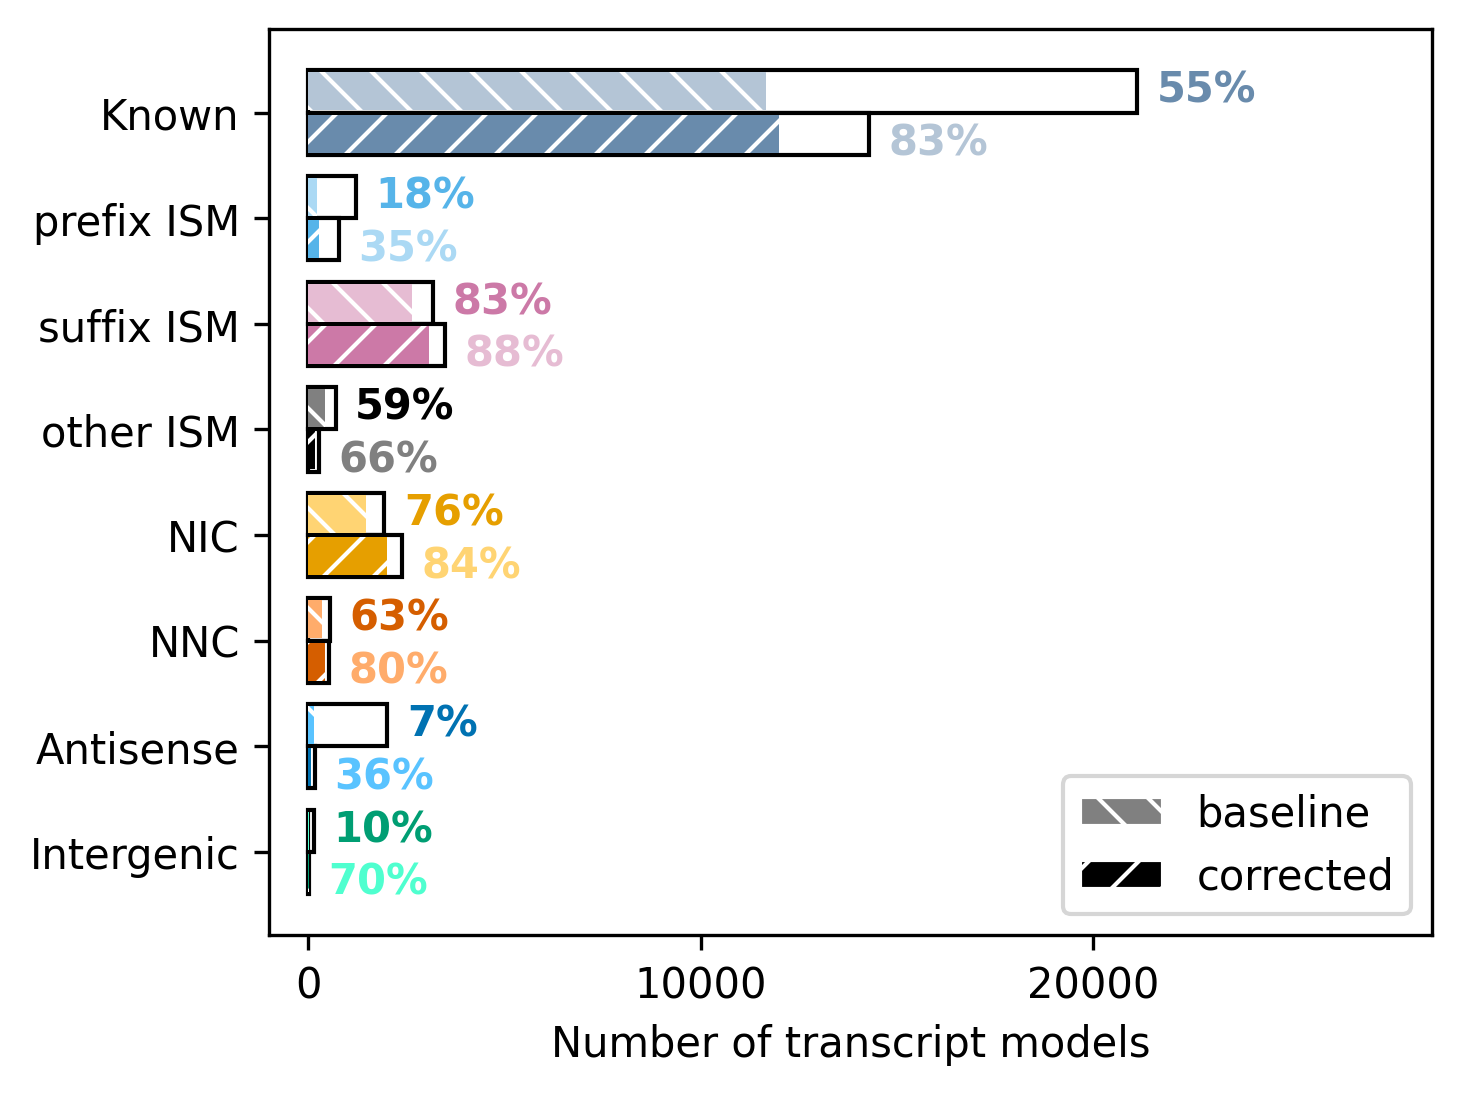 Known
55%
83%
prefix ISM
18%
35%
suffix ISM
83%
88%
other ISM
59%
66%
NIC
76%
84%
NNC
63%
80%
Antisense
7%
36%
Intergenic
10%
70%
baseline
corrected
0 10000 20000
Number of transcript models